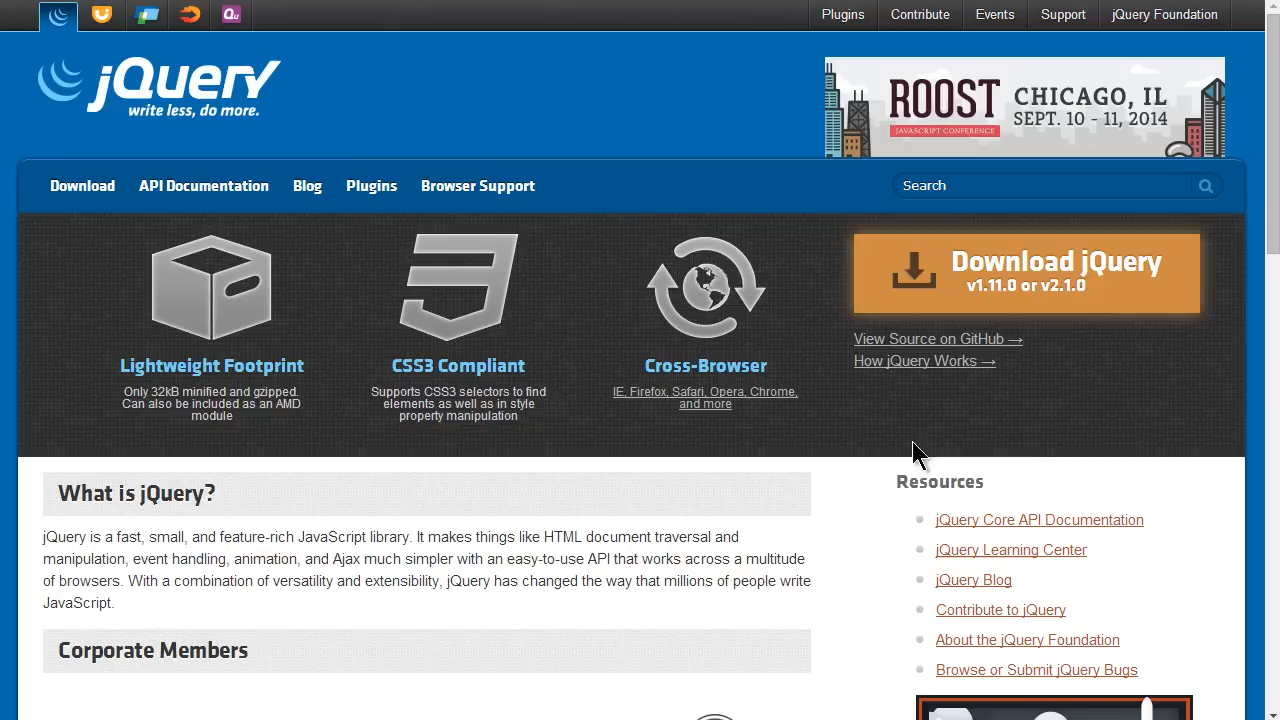 Qu
Plugins
Contribute
Events
Support
jQuery Foundation
jQuery
write less, do more.
ROOST
JAVASCRIPT CONFERENCE
CHICAGO, IL
SEPT. 10 - 11, 2014
Download
API Documentation
Blog
Plugins
Browser Support
Search
Lightweight Footprint
Only 32kB minified and gzipped.
Can also be included as an AMD
module
CSS3 Compliant
Supports CSS3 selectors to find
elements as well as in style
property manipulation
Cross-Browser
IE, Firefox, Safari, Opera, Chrome,
and more
Download jQuery
v1.11.0 or v2.1.0
View Source on GitHub →
How jQuery Works →
What is jQuery?
jQuery is a fast, small, and feature-rich JavaScript library. It makes things like HTML document traversal and
manipulation, event handling, animation, and Ajax much simpler with an easy-to-use API that works across a multitude
of browsers. With a combination of versatility and extensibility, jQuery has changed the way that millions of people write
JavaScript.
Corporate Members
Resources
jQuery Core API Documentation
jQuery Learning Center
jQuery Blog
Contribute to jQuery
About the jQuery Foundation
Browse or Submit jQuery Bugs